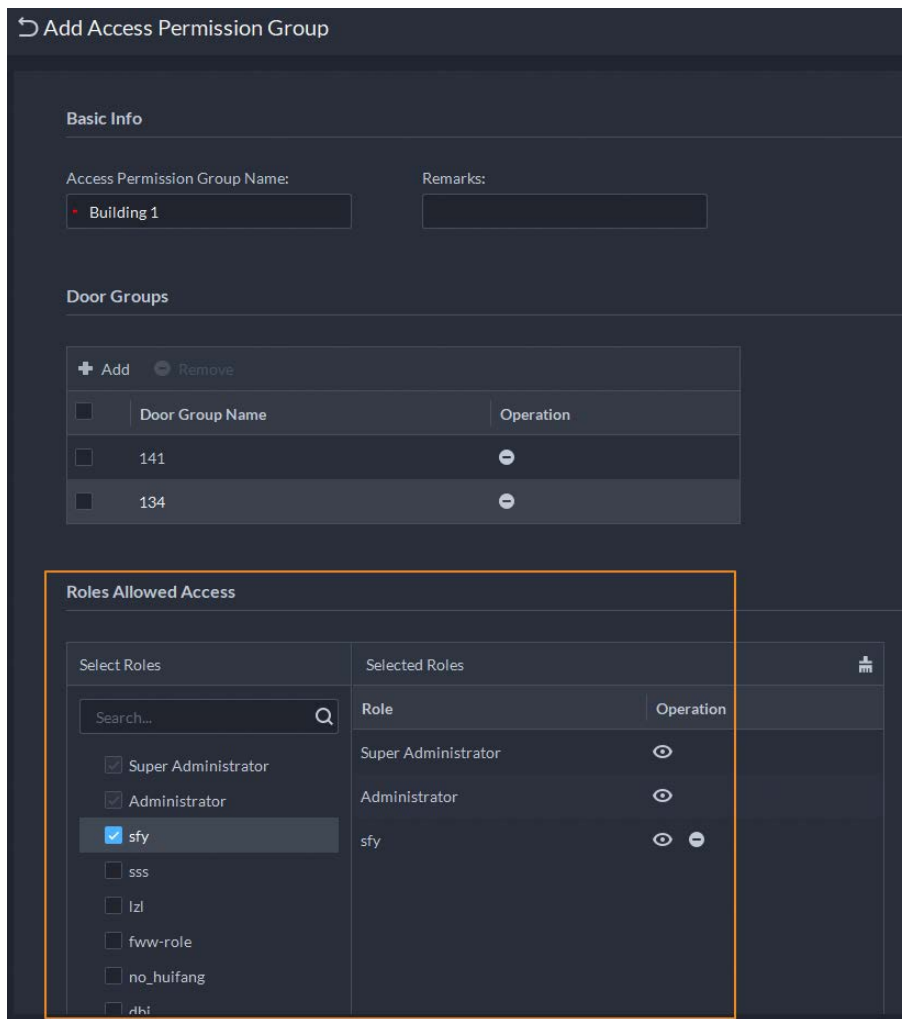 Add Access Permission Group
Basic Info
Access Permission Group Name:
Remarks:
* Building 1
Door Groups
Add
Remove
Door Group Name
Operation
141
134
Roles Allowed Access
Select Roles
Selected Roles
Search...
Role
Operation
Super Administrator
Super Administrator
Administrator
Administrator
sfy
sfy
sss
lzl
fww-role
no_huifang